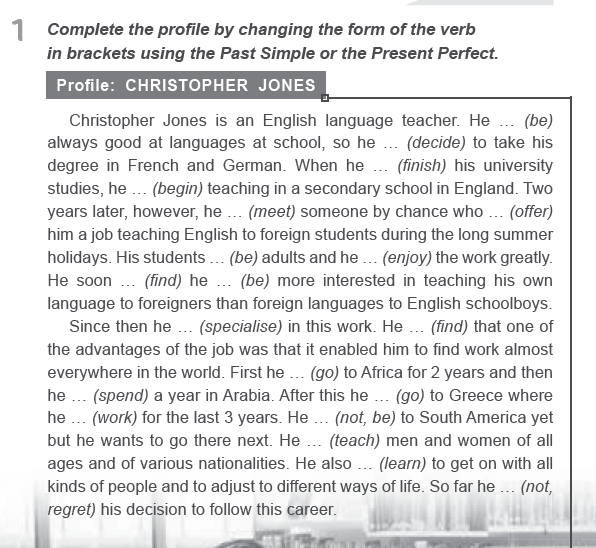 1 Complete the profile by changing the form of the verb
in brackets using the Past Simple or the Present Perfect.
Profile: CHRISTOPHER JONES
Christopher Jones is an English language teacher. He … (be)
always good at languages at school, so he … (decide) to take his
degree in French and German. When he … (finish) his university
studies, he … (begin) teaching in a secondary school in England. Two
years later, however, he … (meet) someone by chance who … (offer)
him a job teaching English to foreign students during the long summer
holidays. His students … (be) adults and he … (enjoy) the work greatly.
He soon … (find) he … (be) more interested in teaching his own
language to foreigners than foreign languages to English schoolboys.
Since then he … (specialise) in this work. He … (find) that one of
the advantages of the job was that it enabled him to find work almost
everywhere in the world. First he … (go) to Africa for 2 years and then
he … (spend) a year in Arabia. After this he … (go) to Greece where
he … (work) for the last 3 years. He … (not, be) to South America yet
but he wants to go there next. He … (teach) men and women of all
ages and of various nationalities. He also … (learn) to get on with all
kinds of people and to adjust to different ways of life. So far he … (not,
regret) his decision to follow this career.